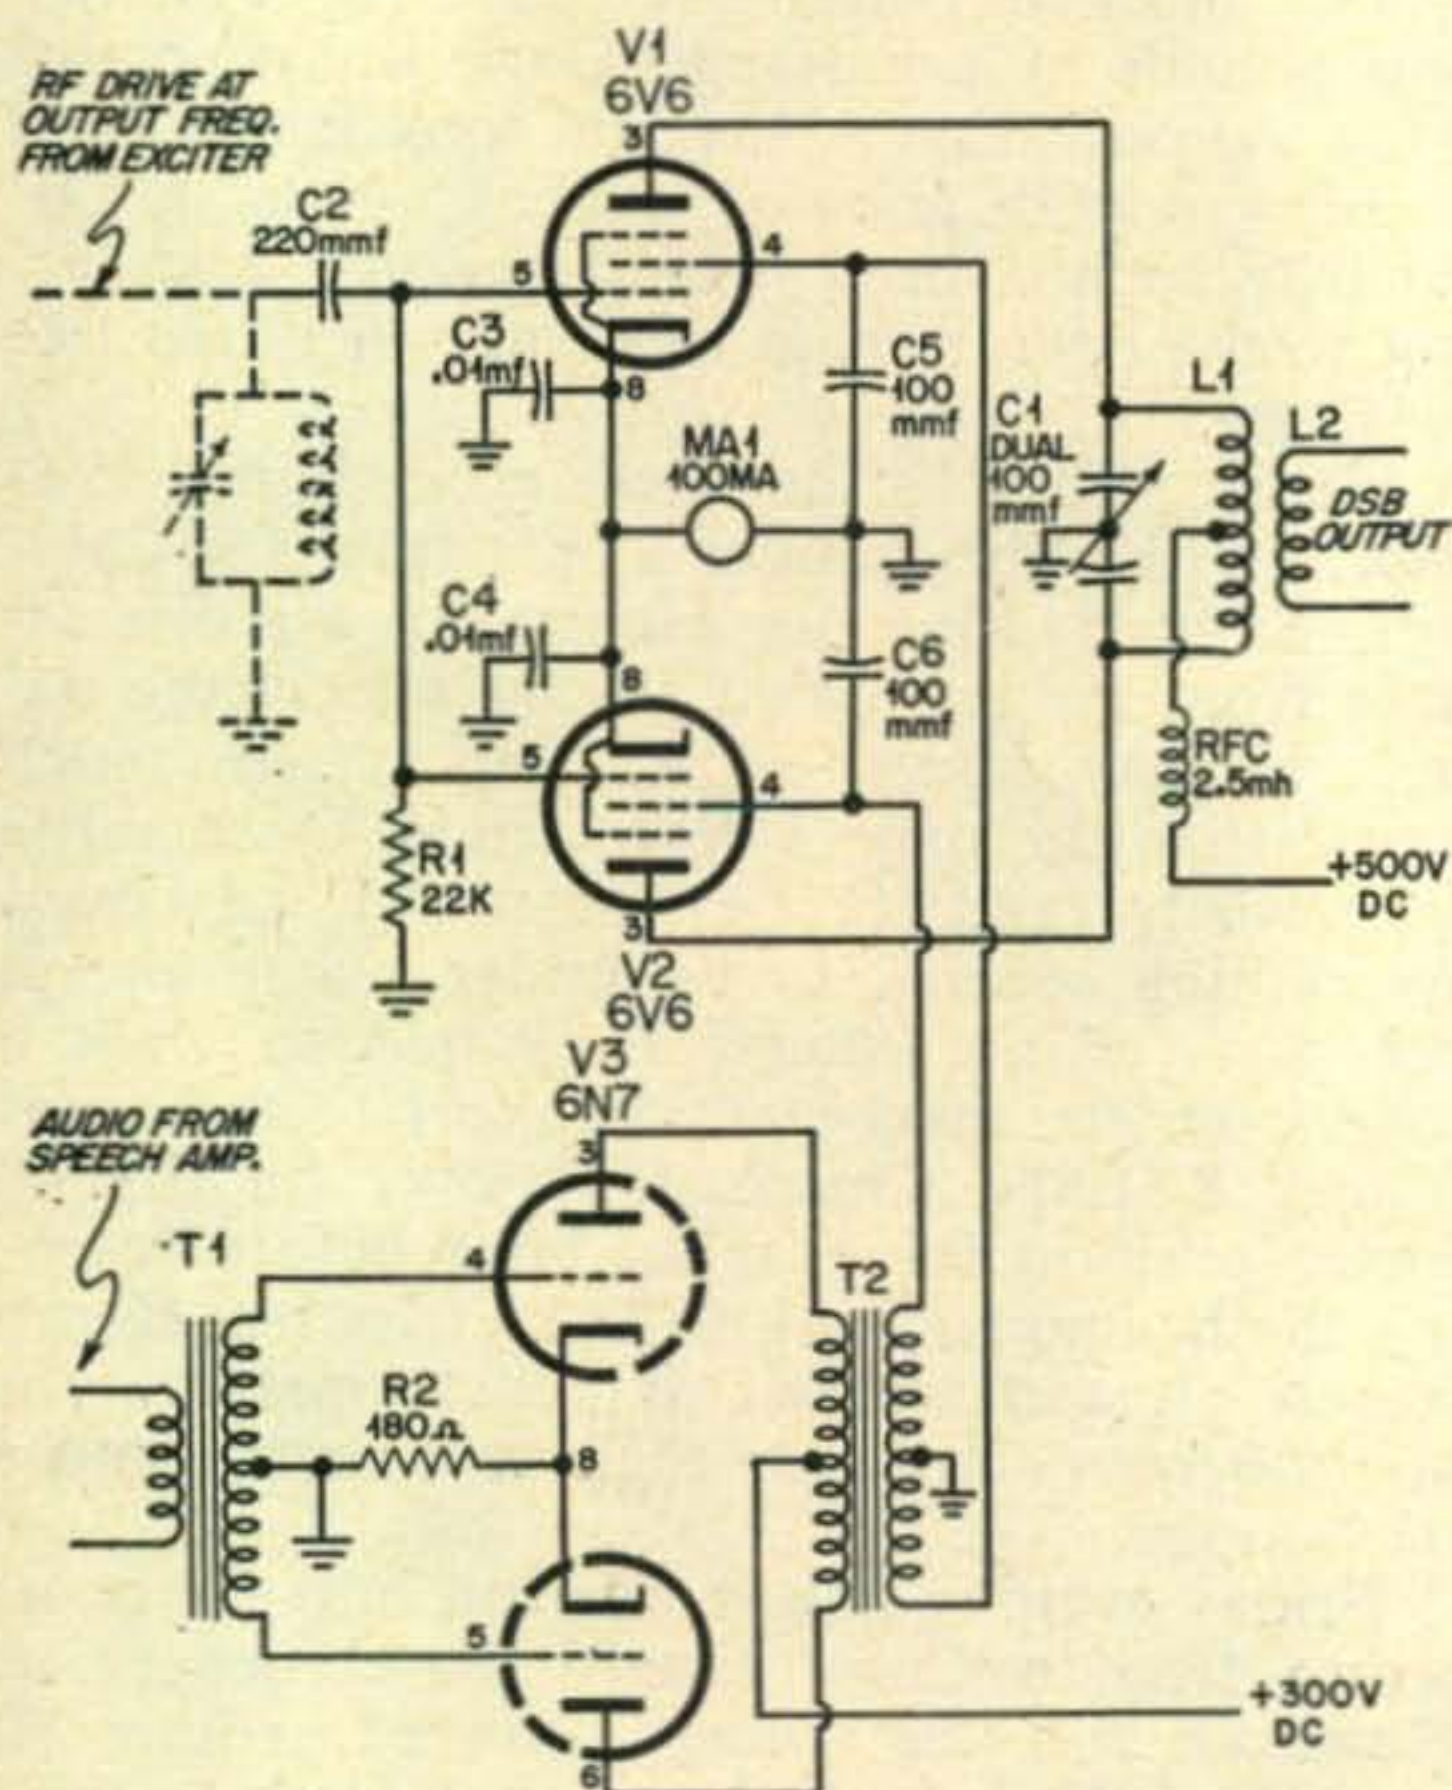 V1
6V6
RF DRIVE AT
OUTPUT FREQ.
FROM EXCITER
3
C2
220mmf
5
4
C3
.01mf
8
C5
100
mmf
L1
L2
MA1
100MA
C1
DUAL
100
mmf
DSB
OUTPUT
C4
.01mf
8
C6
100
mmf
5
4
RFC
2.5mh
R1
22K
+500V
DC
3
V2
6V6
V3
6N7
AUDIO FROM
SPEECH AMP.
3
T1
4
T2
R2
180Ω
8
5
+300V
DC
6